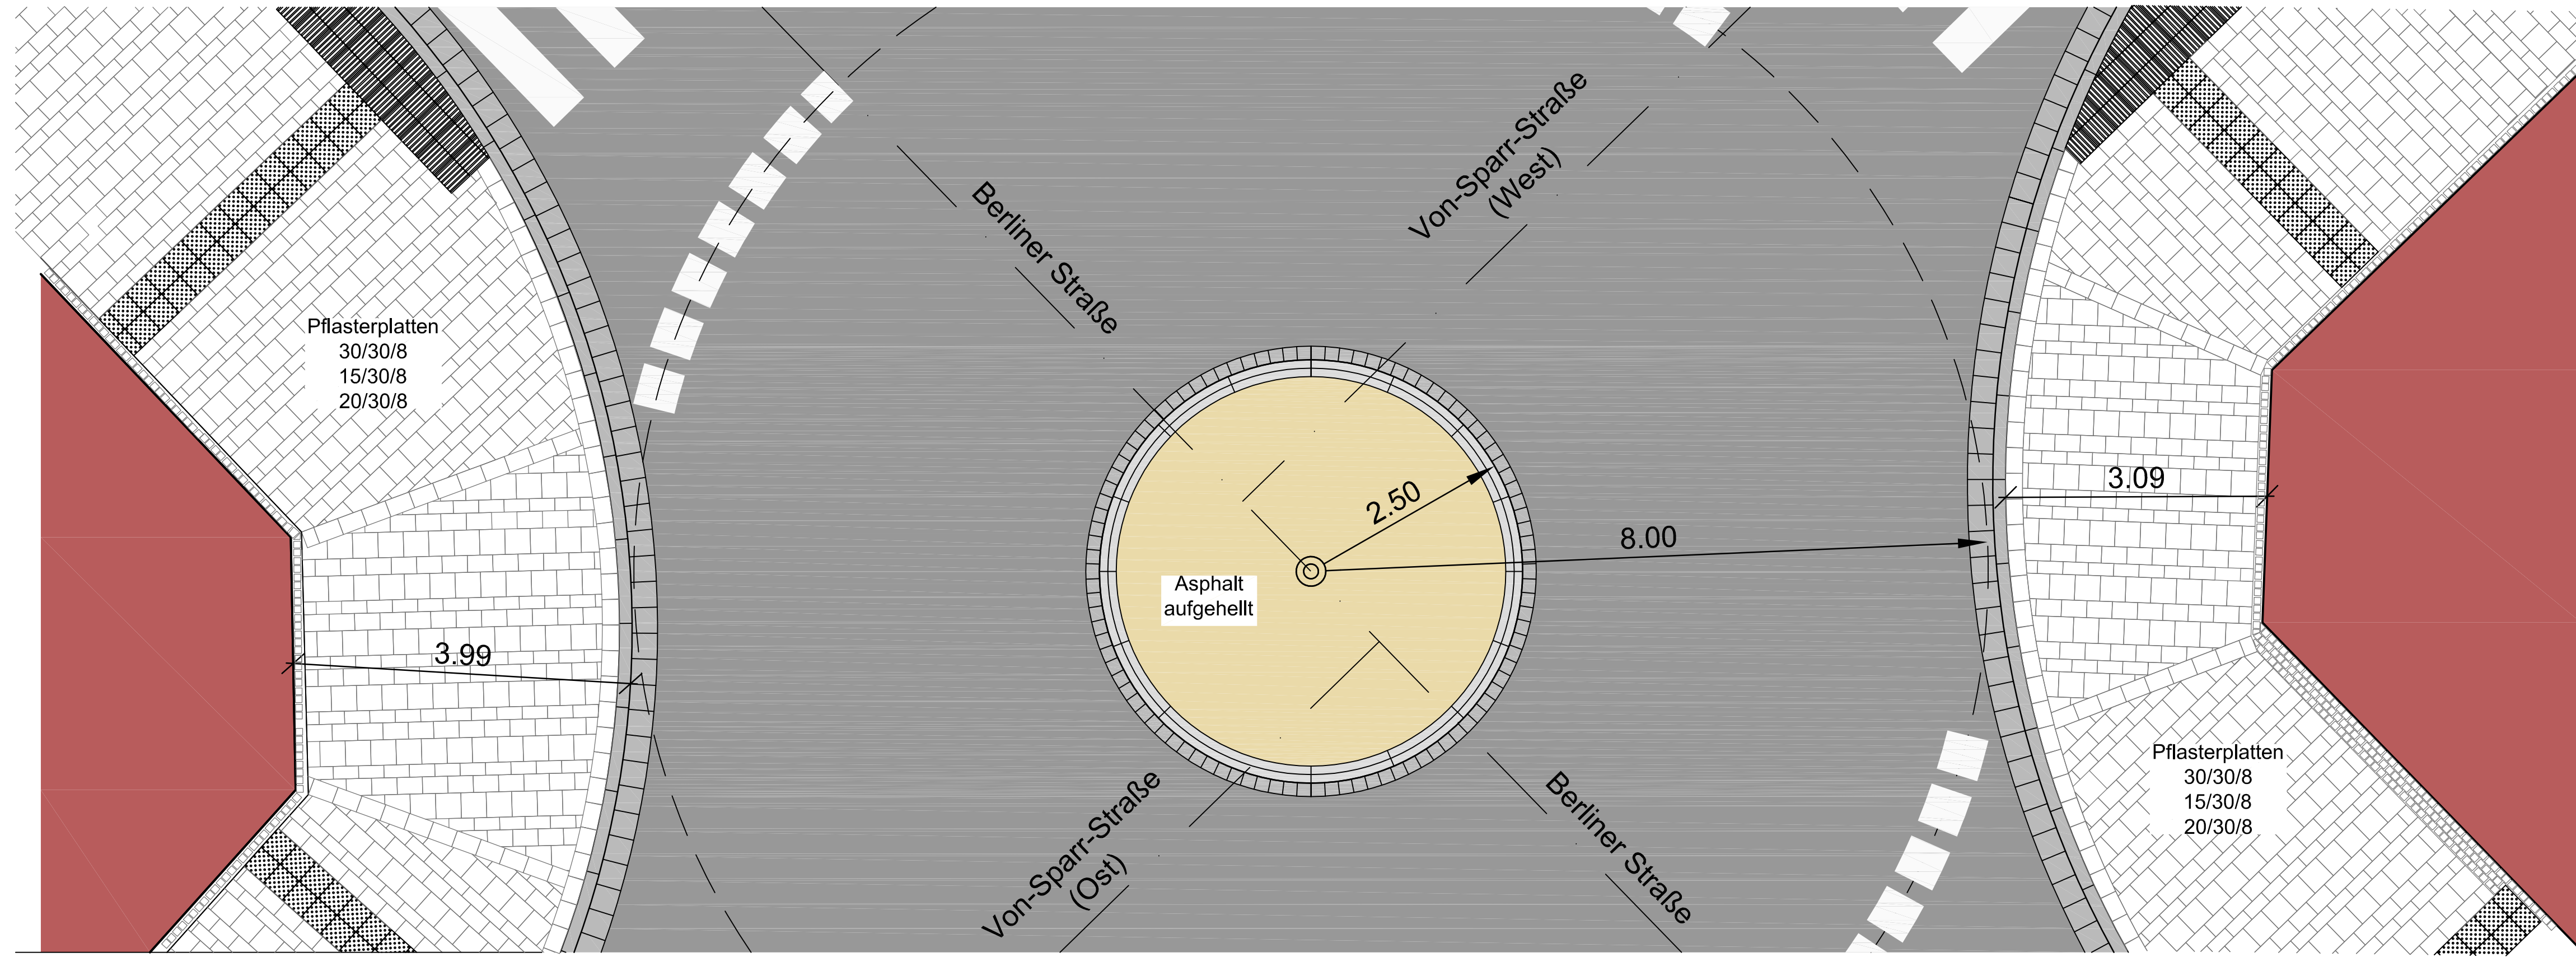 Pflasterplatten
30/30/8
15/30/8
20/30/8
3.99
Berliner Straße
Von-Sparr-Straße
(West)
2.50
8.00
Asphalt
aufgehellt
Von-Sparr-Straße
(Ost)
Berliner Straße
3.09
Pflasterplatten
30/30/8
15/30/8
20/30/8